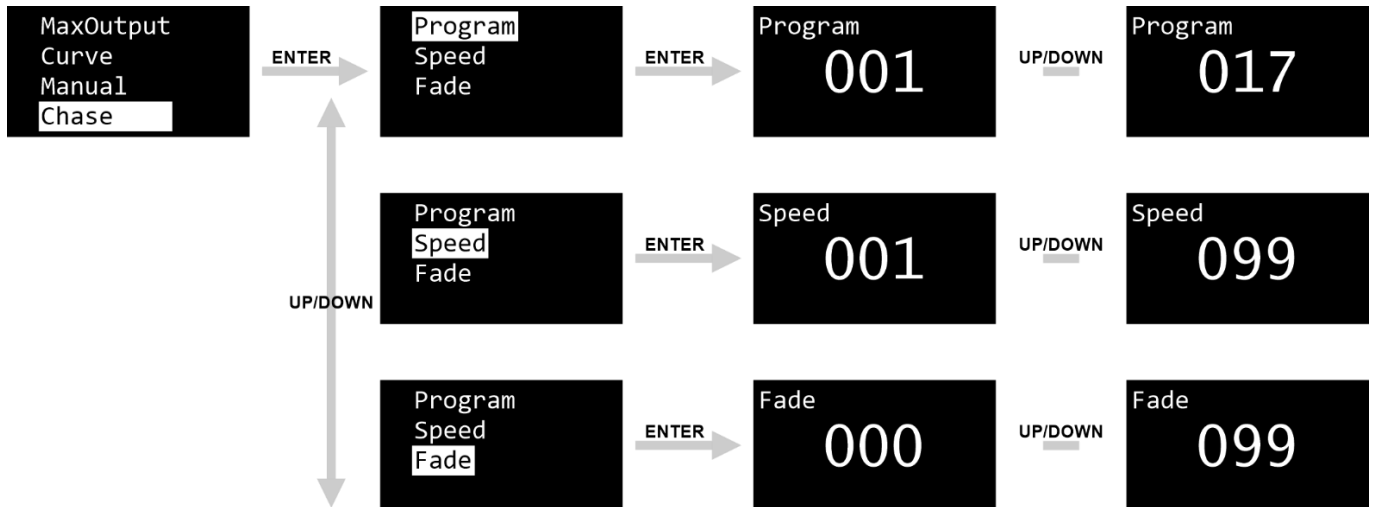 MaxOutput
Curve
Manual
Chase
ENTER
Program
Speed
Fade
ENTER
Program
001
UP/DOWN
Program
017
UP/DOWN
Program
Speed
Fade
ENTER
Speed
001
UP/DOWN
Speed
099
Program
Speed
Fade
ENTER
Fade
000
UP/DOWN
Fade
099